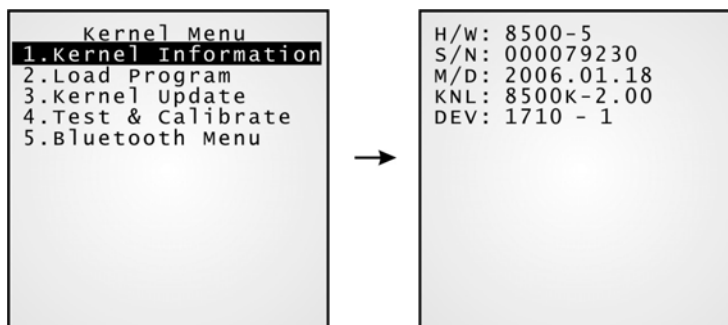 Kernel Menu
1.Kernel Information
2.Load Program
3.Kernel Update
4.Test & Calibrate
5.Bluetooth Menu
H/W: 8500-5
S/N: 000079230
M/D: 2006.01.18
KNL: 8500K-2.00
DEV: 1710 - 1